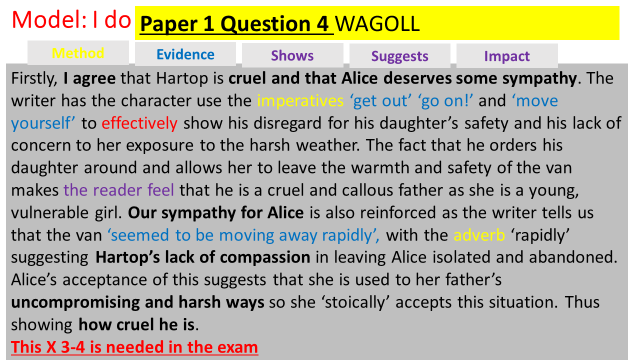 Model: I do Paper 1 Question 4 WAGOLL
Method Evidence Shows Suggests Impact
Firstly, I agree that Hartop is cruel and that Alice deserves some sympathy. The
writer has the character use the imperatives ‘get out’ ‘go on!’ and ‘move
yourself’ to effectively show his disregard for his daughter’s safety and his lack of
concern to her exposure to the harsh weather. The fact that he orders his
daughter around and allows her to leave the warmth and safety of the van
makes the reader feel that he is a cruel and callous father as she is a young,
vulnerable girl. Our sympathy for Alice is also reinforced as the writer tells us
that the van ‘seemed to be moving away rapidly’, with the adverb ‘rapidly’
suggesting Hartop’s lack of compassion in leaving Alice isolated and abandoned.
Alice’s acceptance of this suggests that she is used to her father’s
uncompromising and harsh ways so she ‘stoically’ accepts this situation. Thus
showing how cruel he is.
This X 3-4 is needed in the exam